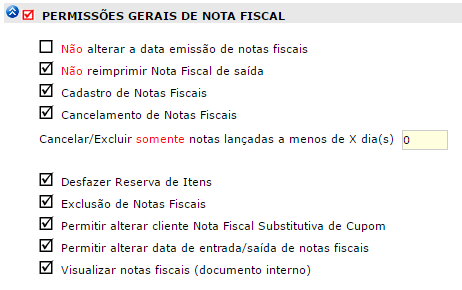 PERMISSÕES GERAIS DE NOTA FISCAL
Não alterar a data emissão de notas fiscais
Não reimprimir Nota Fiscal de saída
Cadastro de Notas Fiscais
Cancelamento de Notas Fiscais
Cancelar/Excluir somente notas lançadas a menos de X dia(s) 0
Desfazer Reserva de Itens
Exclusão de Notas Fiscais
Permitir alterar cliente Nota Fiscal Substitutiva de Cupom
Permitir alterar data de entrada/saída de notas fiscais
Visualizar notas fiscais (documento interno)